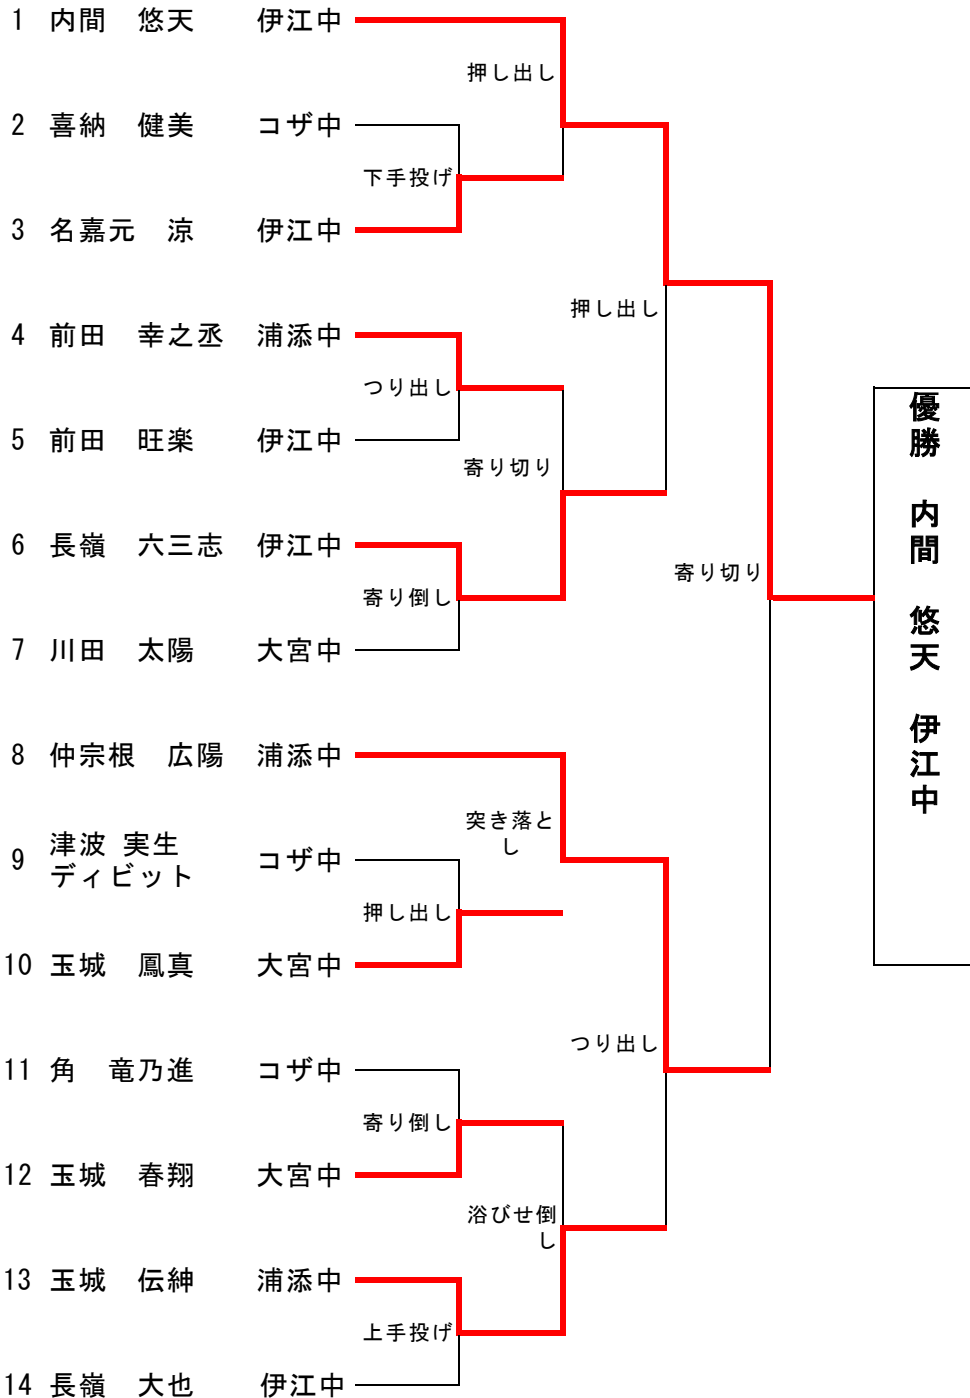 1 内間 悠天 伊江中
押し出し
2 喜納 健美 コザ中
下手投げ
3 名嘉元 涼 伊江中
押し出し
4 前田 幸之丞 浦添中
つり出し
5 前田 旺楽 伊江中
寄り切り
6 長嶺 六三志 伊江中
寄り切り
寄り倒し
7 川田 太陽 大宮中
8 仲宗根 広陽 浦添中
突き落と
し
9 津波 実生
ディビット コザ中
押し出し
10 玉城 鳳真 大宮中
つり出し
11 角 竜乃進 コザ中
寄り倒し
12 玉城 春翔 大宮中
浴びせ倒
し
13 玉城 伝紳 浦添中
上手投げ
14 長嶺 大也 伊江中
優勝 内間 悠天 伊江中